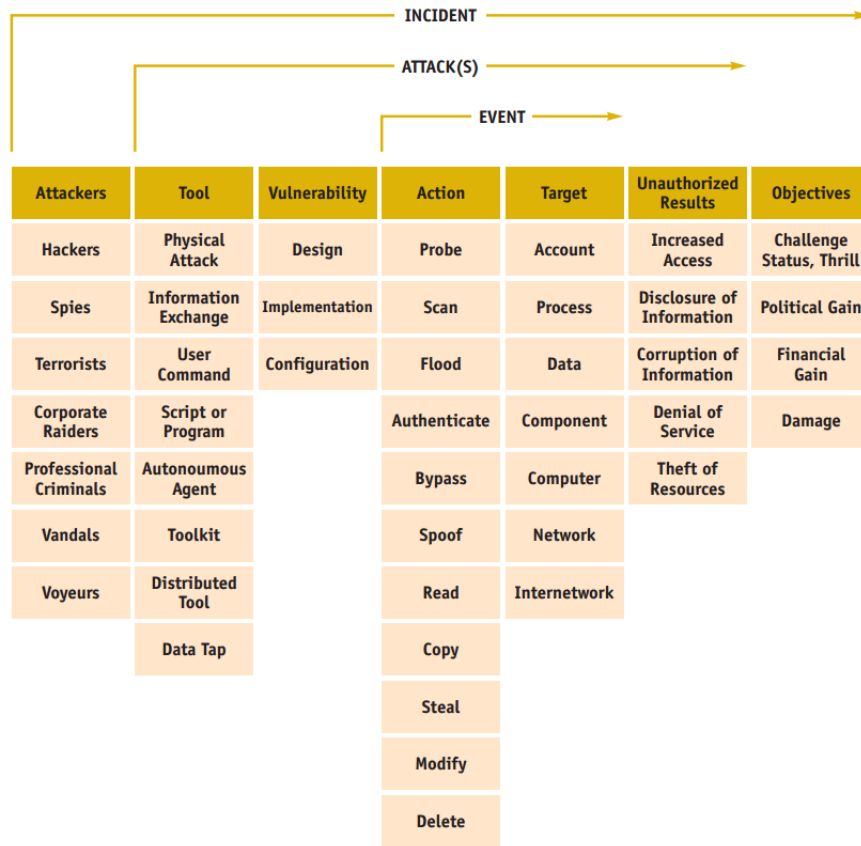 INCIDENT
ATTACK(S)
EVENT
Attackers
Tool
Vulnerability
Action
Target
Unauthorized
Results
Objectives
Hackers
Physical
Attack
Design
Probe
Account
Increased
Access
Challenge
Status, Thrill
Spies
Information
Exchange
Implementation
Scan
Process
Disclosure of
Information
Political Gain
Terrorists
User
Command
Configuration
Flood
Data
Corruption of
Information
Financial
Gain
Corporate
Raiders
Script or
Program
Authenticate
Component
Denial of
Service
Damage
Professional
Criminals
Autonoumous
Agent
Bypass
Computer
Theft of
Resources
Vandals
Toolkit
Spoof
Network
Voyeurs
Distributed
Tool
Read
Internetwork
Data Tap
Copy
Steal
Modify
Delete